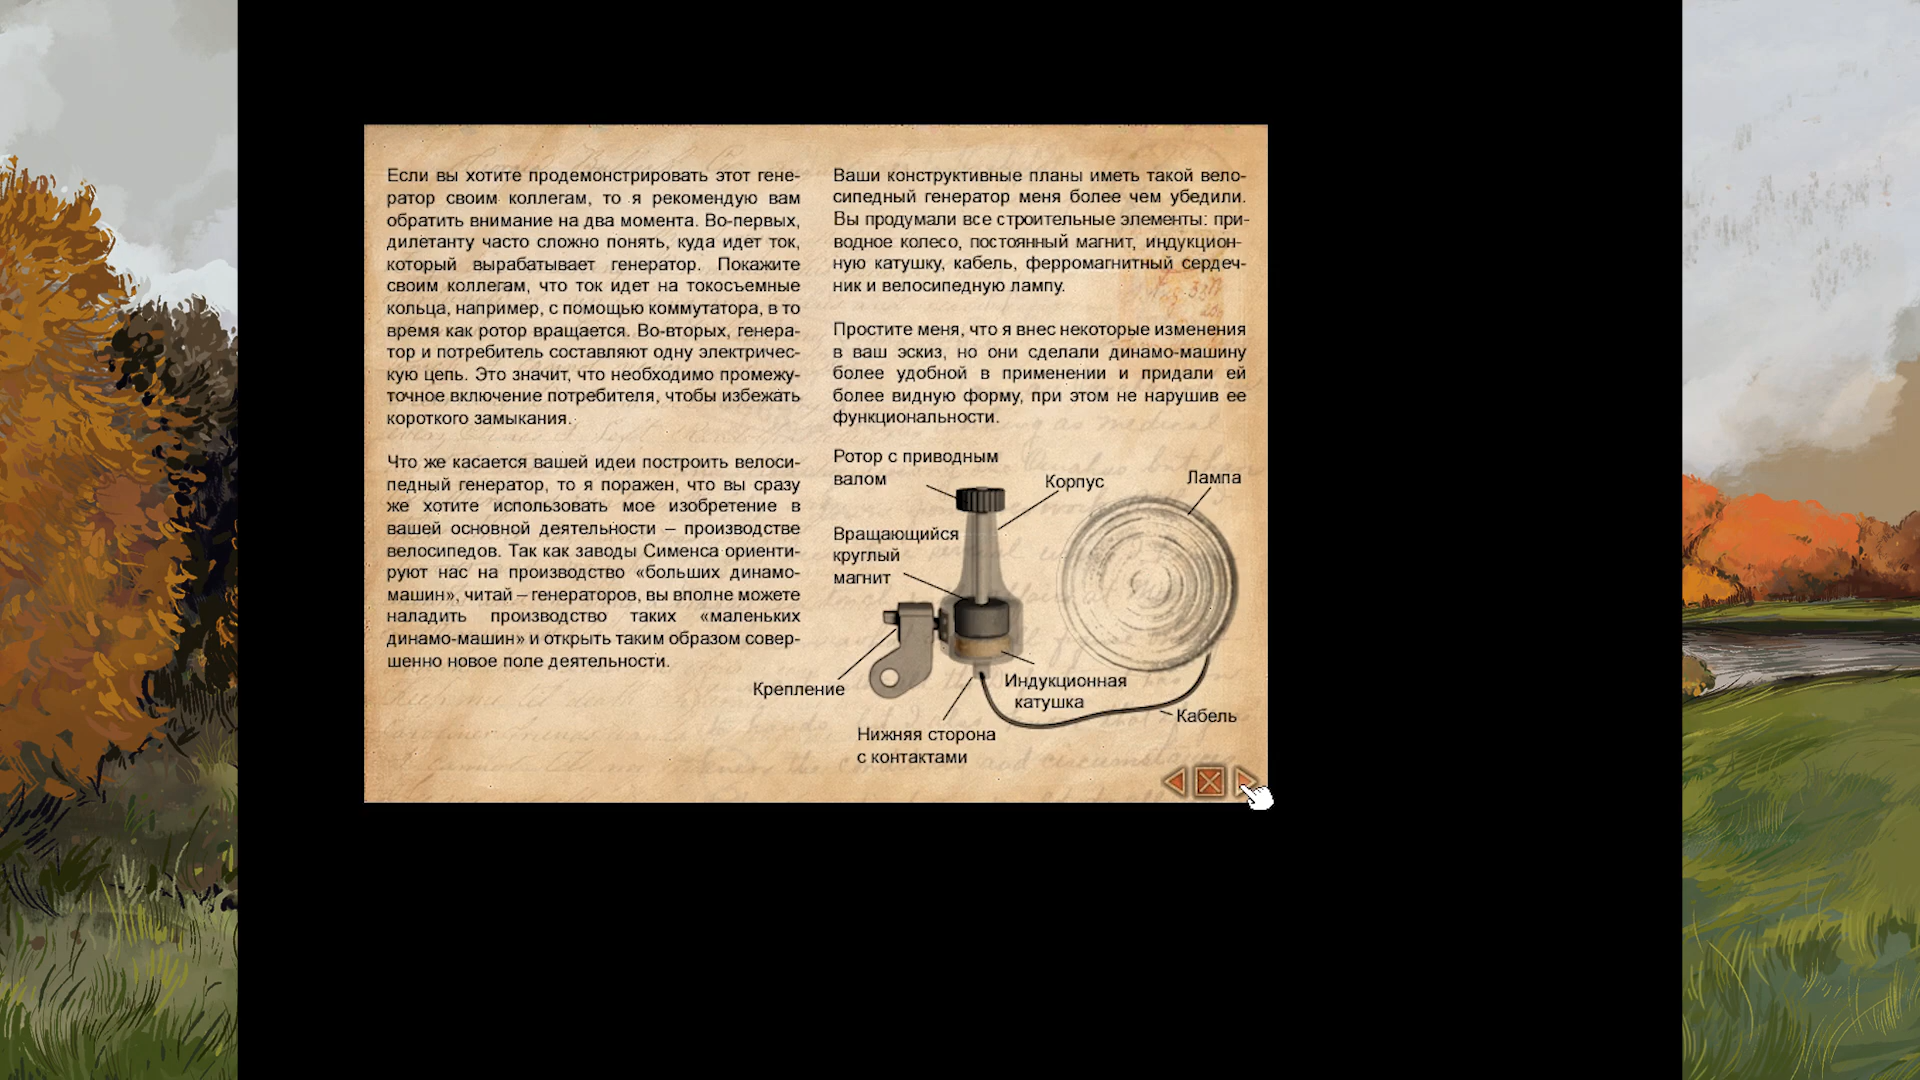 Если вы хотите продемонстрировать этот гене-
ратор своим коллегам, то я рекомендую вам
обратить внимание на два момента. Во-первых,
дилетанту часто сложно понять, куда идет ток,
который вырабатывает генератор. Покажите
своим коллегам, что ток идет на токосъемные
кольца, например, с помощью коммутатора, в то
время как ротор вращается. Во-вторых, генера-
тор и потребитель составляют одну электричес-
кую цепь. Это значит, что необходимо промежу-
точное включение потребителя, чтобы избежать
короткого замыкания.
Что же касается вашей идеи построить велоси-
педный генератор, то я поражен, что вы сразу
же хотите использовать мое изобретение в
вашей основной деятельности – производстве
велосипедов. Так как заводы Сименса ориенти-
руют нас на производство «больших динамо-
машин», читай – генераторов, вы вполне можете
наладить производство таких «маленьких
динамо-машин» и открыть таким образом совер-
шенно новое поле деятельности.
Ваши конструктивные планы иметь такой вело-
сипедный генератор меня более чем убедили.
Вы продумали все строительные элементы: при-
водное колесо, постоянный магнит, индукцион-
ную катушку, кабель, ферромагнитный сердеч-
ник и велосипедную лампу.
Простите меня, что я внес некоторые изменения
в ваш эскиз, но они сделали динамо-машину
более удобной в применении и придали ей
более видную форму, при этом не нарушив ее
функциональности.
Ротор с приводным
валом
Корпус
Лампа
Вращающийся
круглый
магнит
Крепление
Индукционная
катушка
Кабель
Нижняя сторона
с контактами